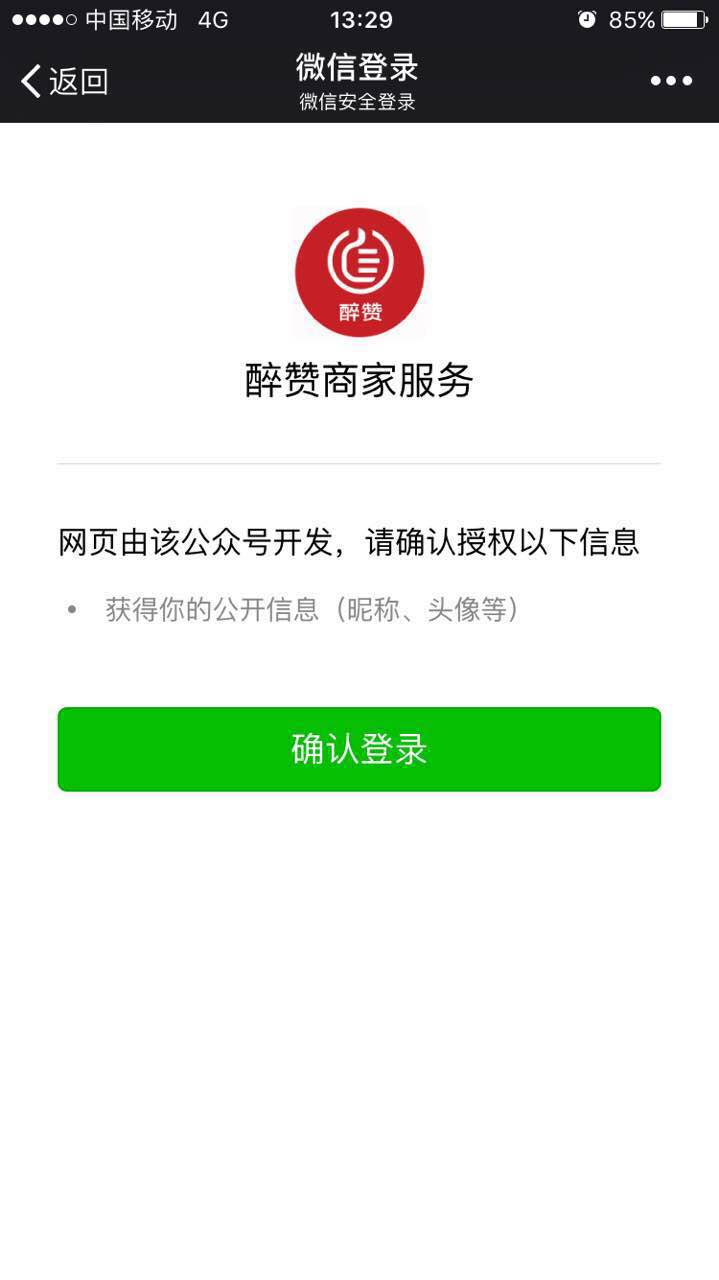 中国移动 4G 13:29 85%
返回
微信登录
微信安全登录
醉赞
醉赞商家服务
网页由该公众号开发，请确认授权以下信息
• 获得你的公开信息（昵称、头像等）
确认登录